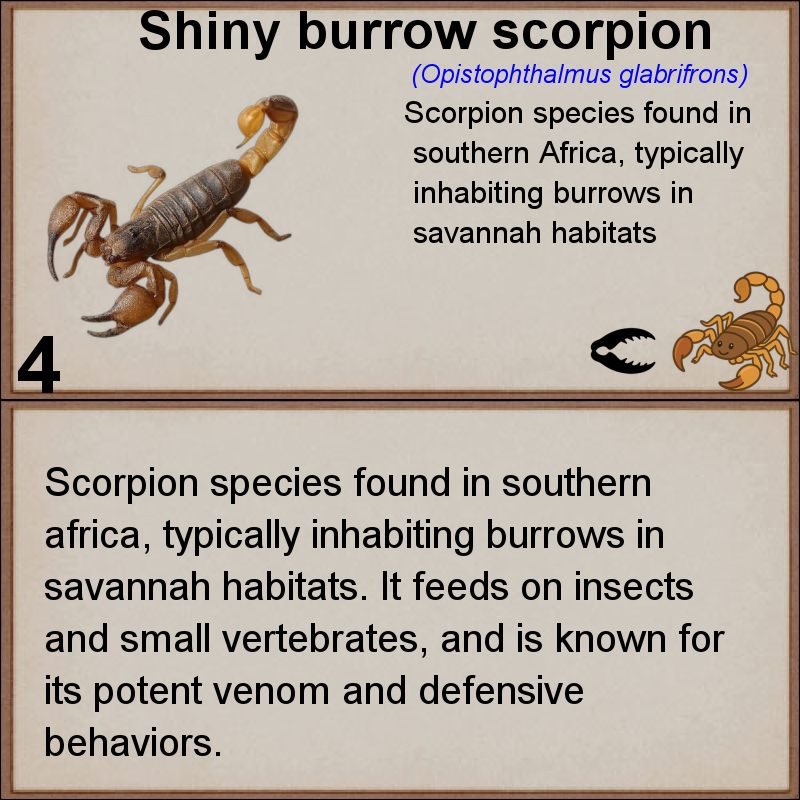 Shiny burrow scorpion
(Opistophthalmus glabrifrons)
Scorpion species found in
southern Africa, typically
inhabiting burrows in
savannah habitats
4
Scorpion species found in southern
africa, typically inhabiting burrows in
savannah habitats. It feeds on insects
and small vertebrates, and is known for
its potent venom and defensive
behaviors.